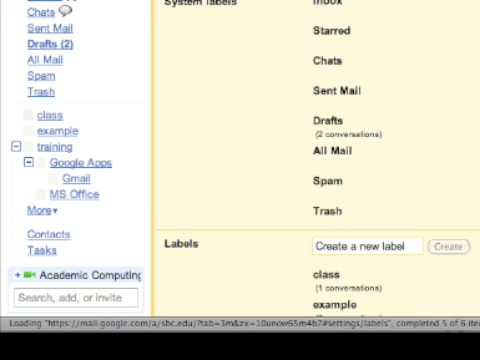 Chats
Sent Mail
Drafts (2)
All Mail
Spam
Trash
class
example
training
Google Apps
Gmail
MS Office
More▾
Contacts
Tasks
+ Academic Computing
Search, add, or invite
System labels
Inbox
Starred
Chats
Sent Mail
Drafts
(2 conversations)
All Mail
Spam
Trash
Labels
Create a new label
Create
class
(1 conversations)
example
Loading "https://mail.google.com/a/sbc.edu/?tab=3m&zx=10unow65m4b7#settings/labels", completed 5 of 6 ite